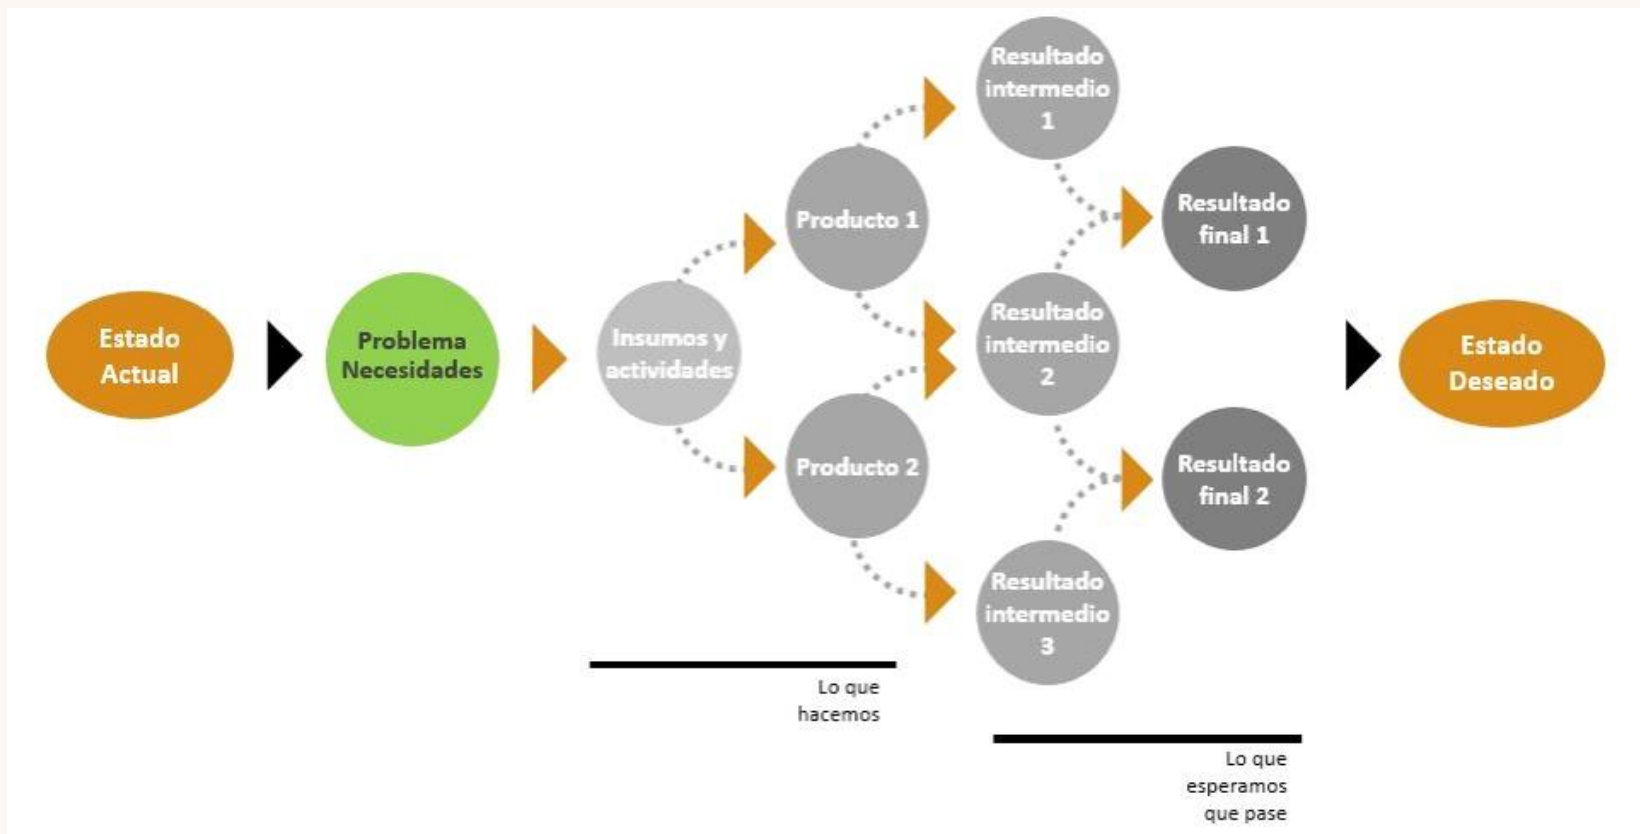 Estado
Actual
Problema
Necesidades
Insumos y
actividades
Producto 1
Producto 2
Resultado
intermedio
1
Resultado
intermedio
2
Resultado
intermedio
3
Resultado
final 1
Resultado
final 2
Estado
Deseado
Lo que
hacemos
Lo que
esperamos
que pase